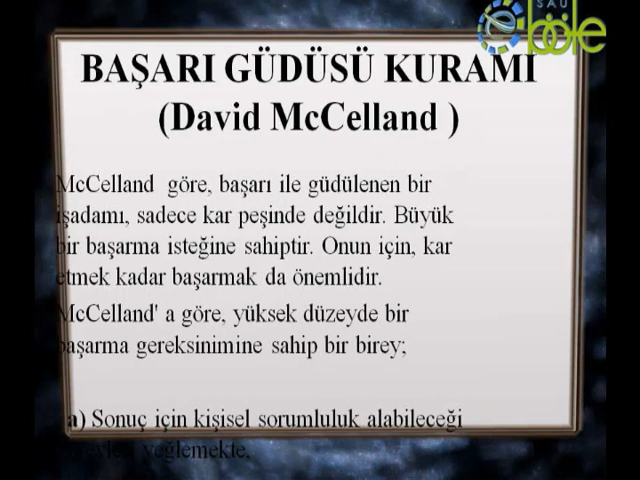 SAÜ
ebölöle
BAŞARI GÜDÜSÜ KURAMI
(David McCelland )
McCelland göre, başarı ile güdülenen bir
işadamı, sadece kar peşinde değildir. Büyük
bir başarma isteğine sahiptir. Onun için, kar
etmek kadar başarmak da önemlidir.
McCelland' a göre, yüksek düzeyde bir
başarma gereksinimine sahip bir birey;
a) Sonuç için kişisel sorumluluk alabileceği
yeğlemekte,